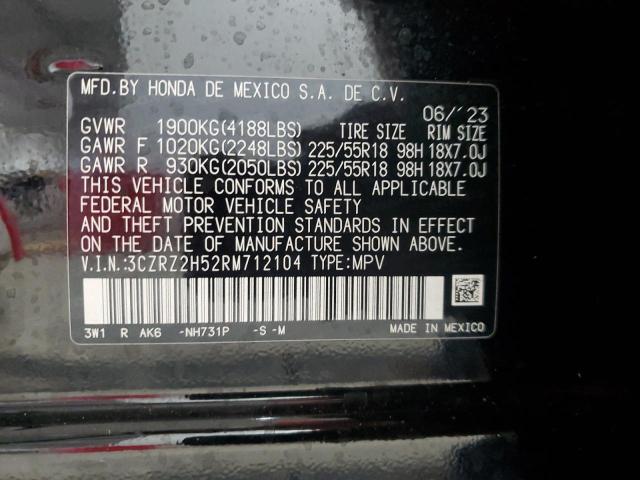 MFD.BY HONDA DE MEXICO S.A. DE C.V.
06/'23
GVWR 1900KG(4188LBS) TIRE SIZE RIM SIZE
GAWR F 1020KG(2248LBS) 225/55R18 98H 18X7.0J
GAWR R 930KG(2050LBS) 225/55R18 98H 18X7.0J
THIS VEHICLE CONFORMS TO ALL APPLICABLE
FEDERAL MOTOR VEHICLE SAFETY
AND THEFT PREVENTION STANDARDS IN EFFECT
ON THE DATE OF MANUFACTURE SHOWN ABOVE.
V.I.N.:3CZRZ2H52RM712104 TYPE:MPV
3W1 R AK6 -NH731P -S-M MADE IN MEXICO